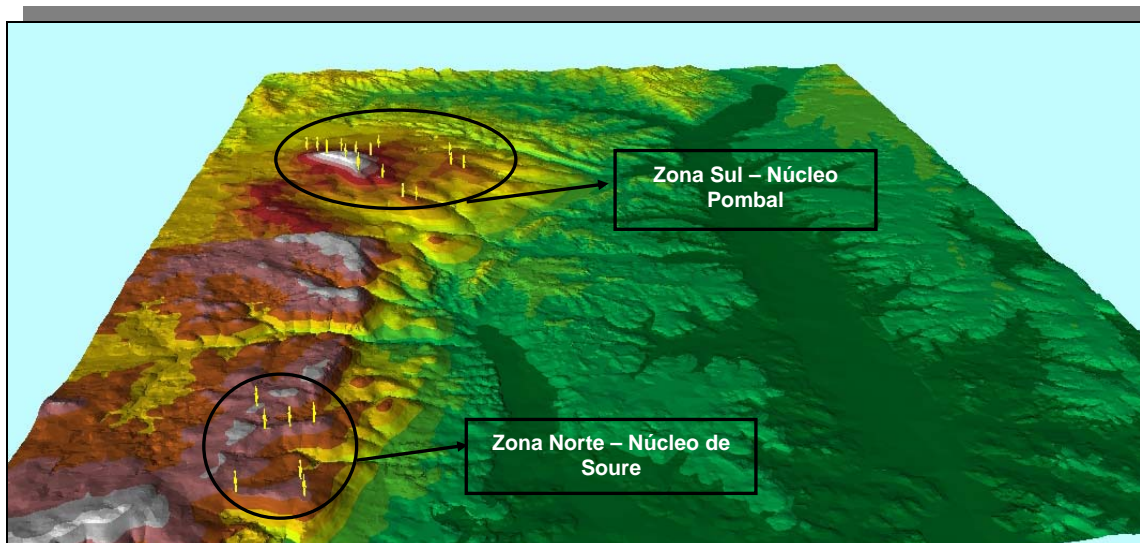 Zona Sul – Núcleo
Pombal
Zona Norte – Núcleo de
Soure